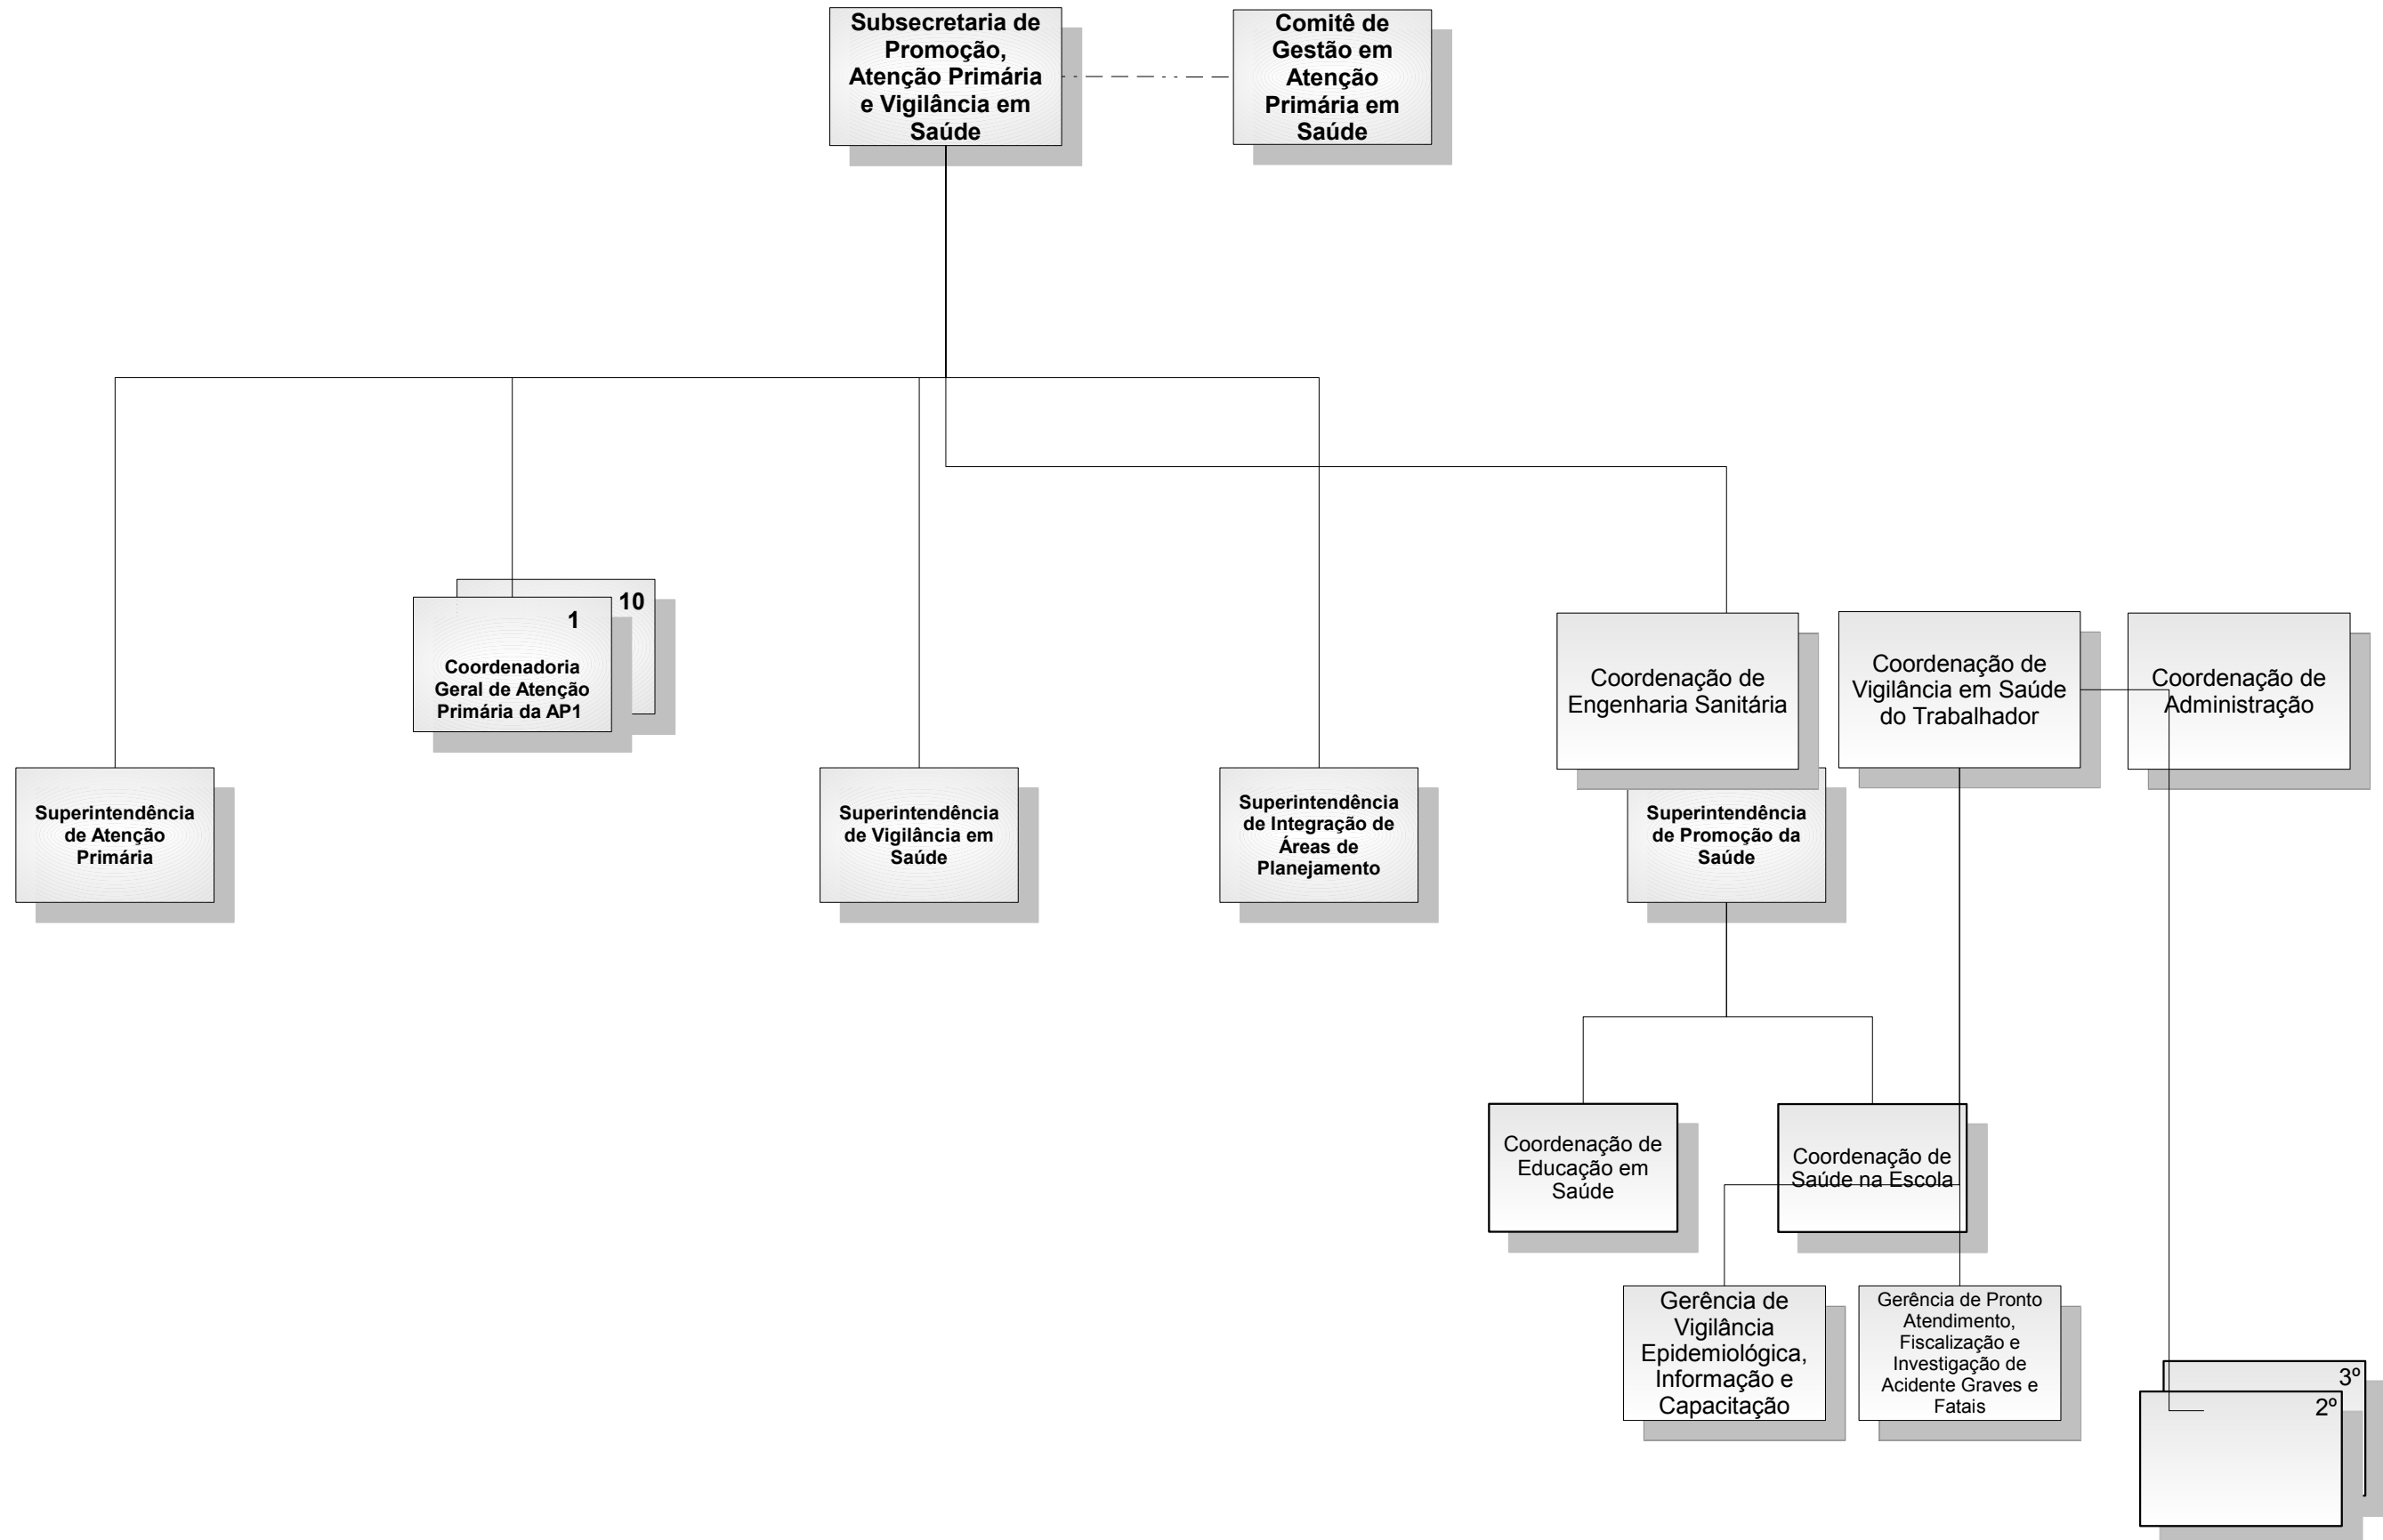 Subsecretaria de
Promoção,
Atenção Primária
e Vigilância em
Saúde
Comitê de
Gestão em
Atenção
Primária em
Saúde
10
1
Coordenadoria
Geral de Atenção
Primária da AP1
Coordenação de
Engenharia Sanitária
Coordenação de
Vigilância em Saúde
do Trabalhador
Coordenação de
Administração
Superintendência
de Atenção
Primária
Superintendência
de Vigilância em
Saúde
Superintendência
de Integração de
Áreas de
Planejamento
Superintendência
de Promoção da
Saúde
Coordenação de
Educação em
Saúde
Coordenação de
Saúde na Escola
Gerência de
Vigilância
Epidemiológica,
Informação e
Capacitação
Gerência de Pronto
Atendimento,
Fiscalização e
Investigação de
Acidente Graves e
Fatais
3º
2º